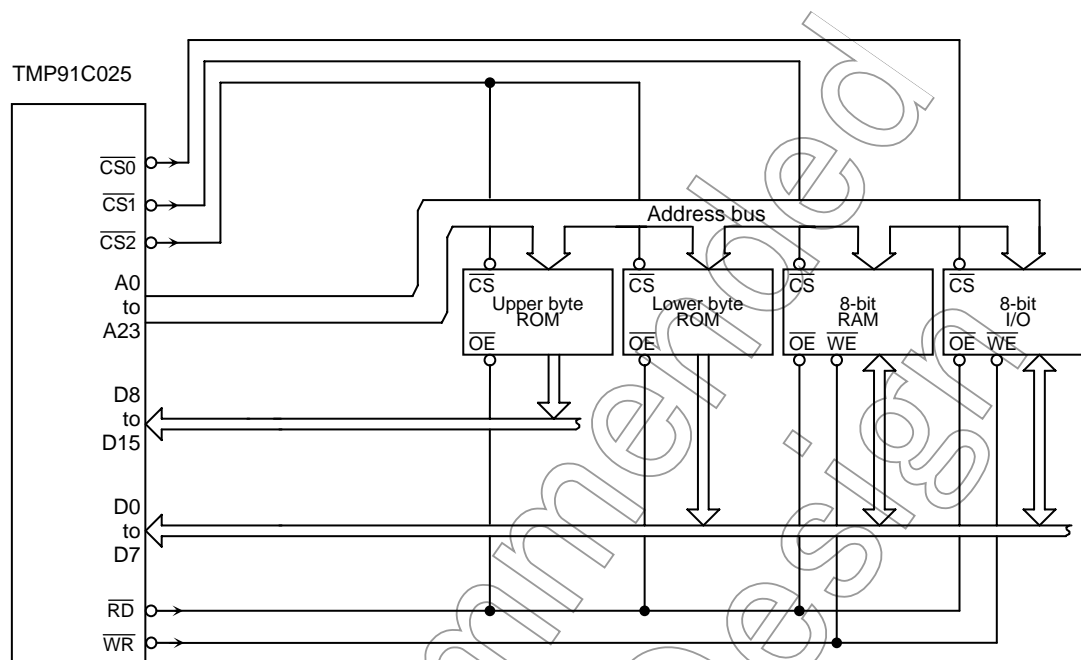 TMP91C025
CS0
CS1
CS2
A0
to
A23
D8
to
D15
D0
to
D7
RD
WR
Address bus
CS
Upper byte
ROM
OE
CS
Lower byte
ROM
OE
CS
8-bit
RAM
OE WE
CS
8-bit
I/O
OE WE